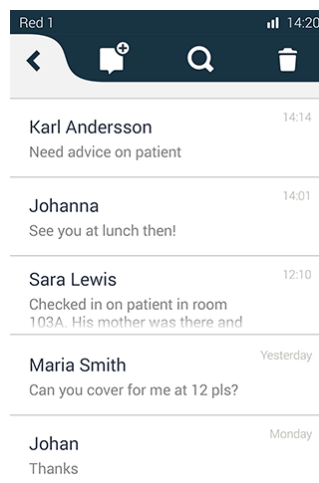 Red 1 14:20
Karl Andersson 14:14
Need advice on patient
Johanna 14:01
See you at lunch then!
Sara Lewis 12:10
Checked in on patient in room
103A. His mother was there and
Maria Smith Yesterday
Can you cover for me at 12 pls?
Johan Monday
Thanks